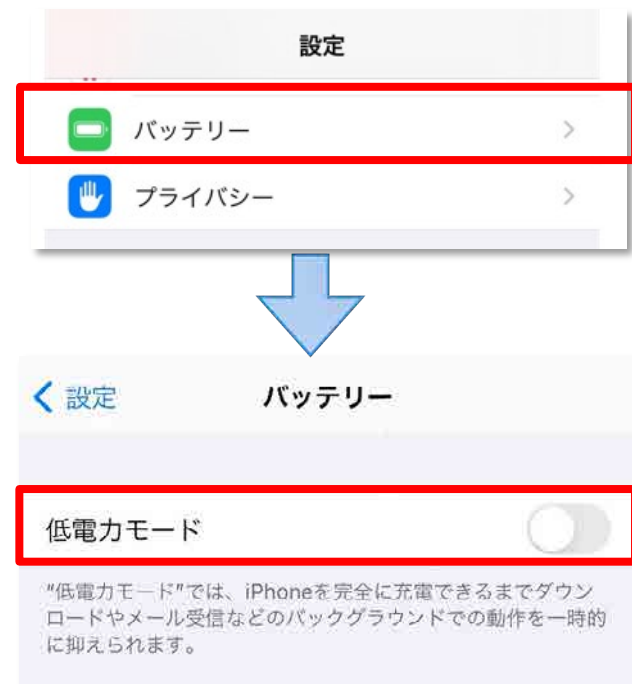 設定
バッテリー
プライバシー
設定
バッテリー
低電力モード
"低電力モード"では、iPhoneを完全に充電できるまでダウン
ロードやメール受信などのバックグラウンドでの動作を一時的
に抑えられます。